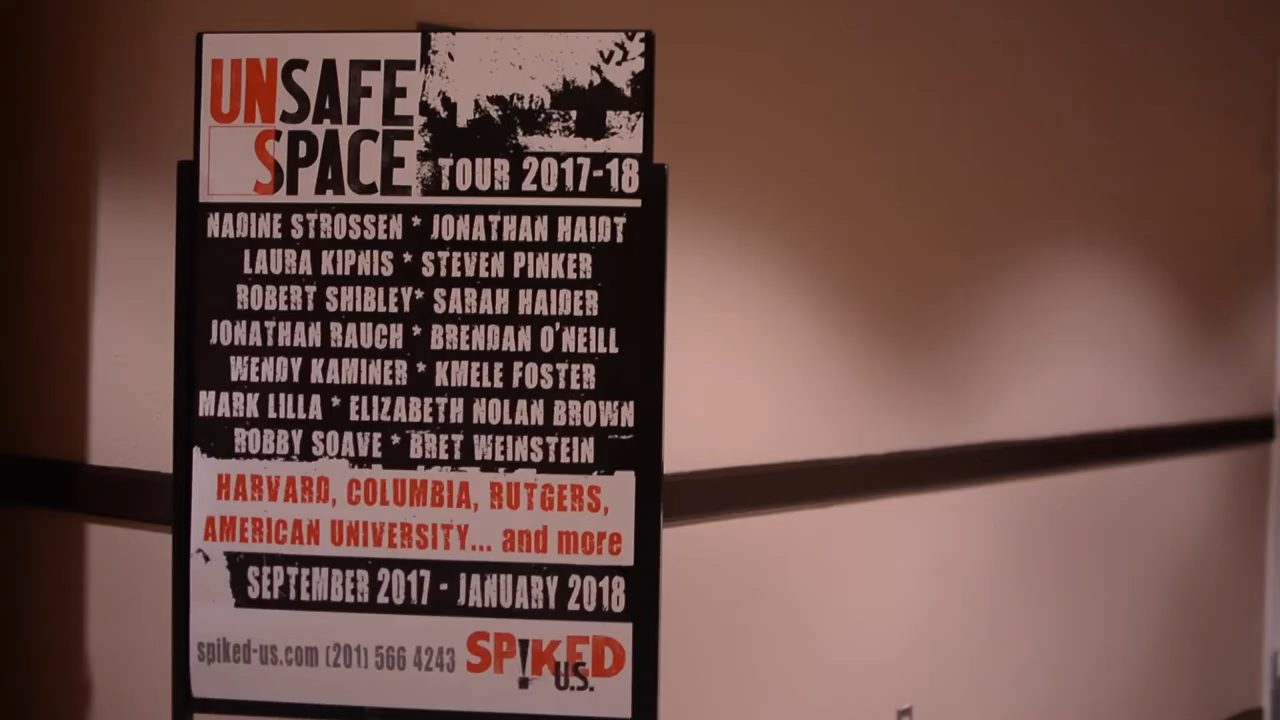 UNSAFE
SPACE
TOUR 2017-18
NADINE STROSSEN * JONATHAN HAIDT
LAURA KIPNIS * STEVEN PINKER
ROBERT SHIBLEY* SARAH HAIDER
JONATHAN RAUCH * BRENDAN O'NEILL
WENDY KAMINER * KMELE FOSTER
MARK LILLA * ELIZABETH NOLAN BROWN
ROBBY SOAVE * BRET WEINSTEIN
HARVARD, COLUMBIA, RUTGERS,
AMERICAN UNIVERSITY... and more
SEPTEMBER 2017 - JANUARY 2018
spiked-us.com (201) 566 4243 SP!KED
U.S.